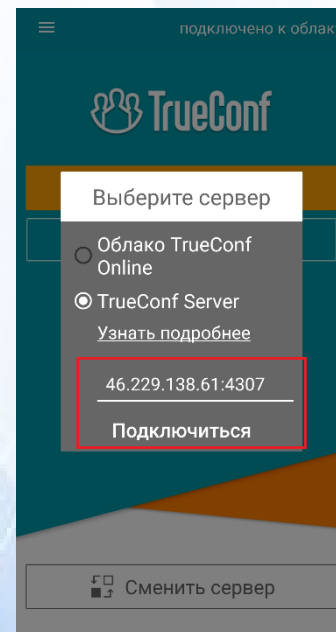 подключено к облак
TrueConf
Выберите сервер
Облако TrueConf
Online
TrueConf Server
Узнать подробнее
46.229.138.61:4307
Подключиться
Сменить сервер